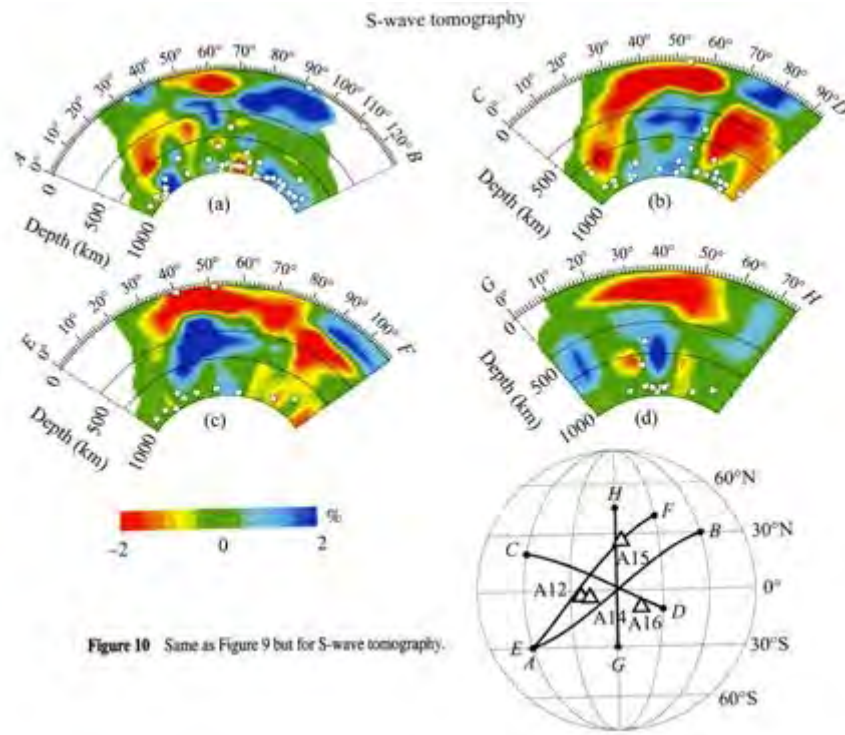 S-wave tomography
A 0° 10° 20° 30° 40° 50° 60° 70° 80° 90° 100° 110° 120° B
0 500 1000
Depth (km)
(a)
C 0° 10° 20° 30° 40° 50° 60° 70° 80° 90° D
0 500 1000
Depth (km)
(b)
E 0° 10° 20° 30° 40° 50° 60° 70° 80° 90° 100° F
0 500 1000
Depth (km)
(c)
G 0° 10° 20° 30° 40° 50° 60° 70° H
0 500 1000
Depth (km)
(d)
%
-2 0 2
60°N
H F B
30°N
C A15
A12 0°
A14 A16 D
E A G 30°S
60°S
Figure 10 Same as Figure 9 but for S-wave tomography.